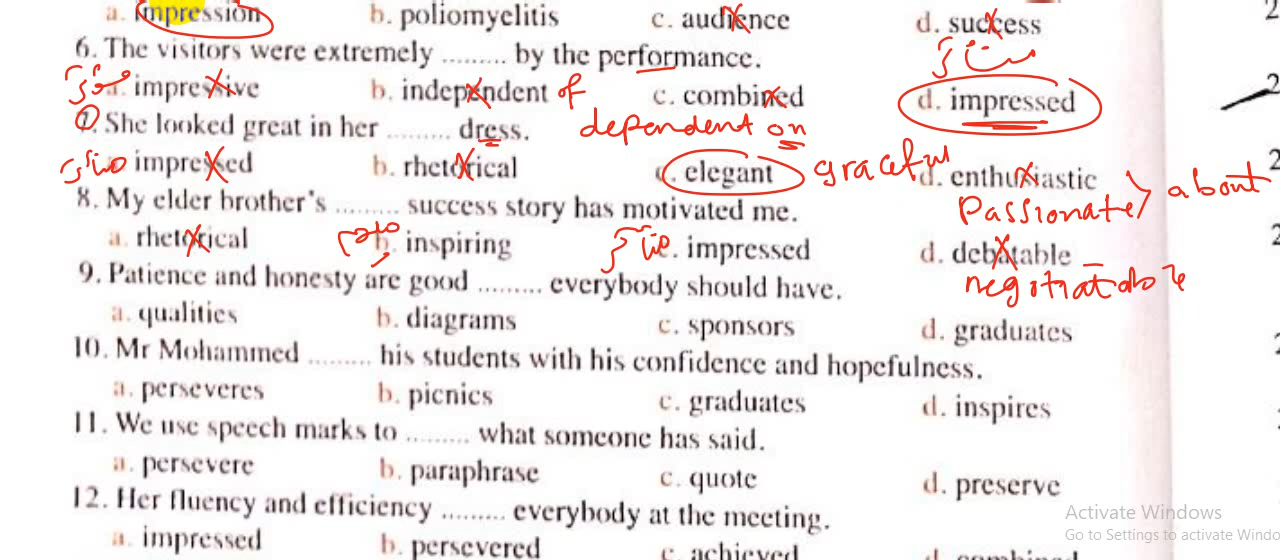 a. impression b. poliomyelitis c. audience d. success
6. The visitors were extremely ......... by the performance.
a. impressive b. independent of c. combined d. impressed
dependent on
7. She looked great in her ......... dress.
a. impressed b. rhetorical c. elegant graceful d. enthusiastic
Passionate > about
8. My elder brother's ......... success story has motivated me.
a. rhetorical b. inspiring c. impressed d. debatable
negotiatable
9. Patience and honesty are good ......... everybody should have.
a. qualities b. diagrams c. sponsors d. graduates
10. Mr Mohammed ......... his students with his confidence and hopefulness.
a. perseveres b. picnics c. graduates d. inspires
11. We use speech marks to ......... what someone has said.
a. persevere b. paraphrase c. quote d. preserve
12. Her fluency and efficiency ......... everybody at the meeting.
a. impressed b. persevered c. achieved d. combined
Activate Windows
Go to Settings to activate Windo